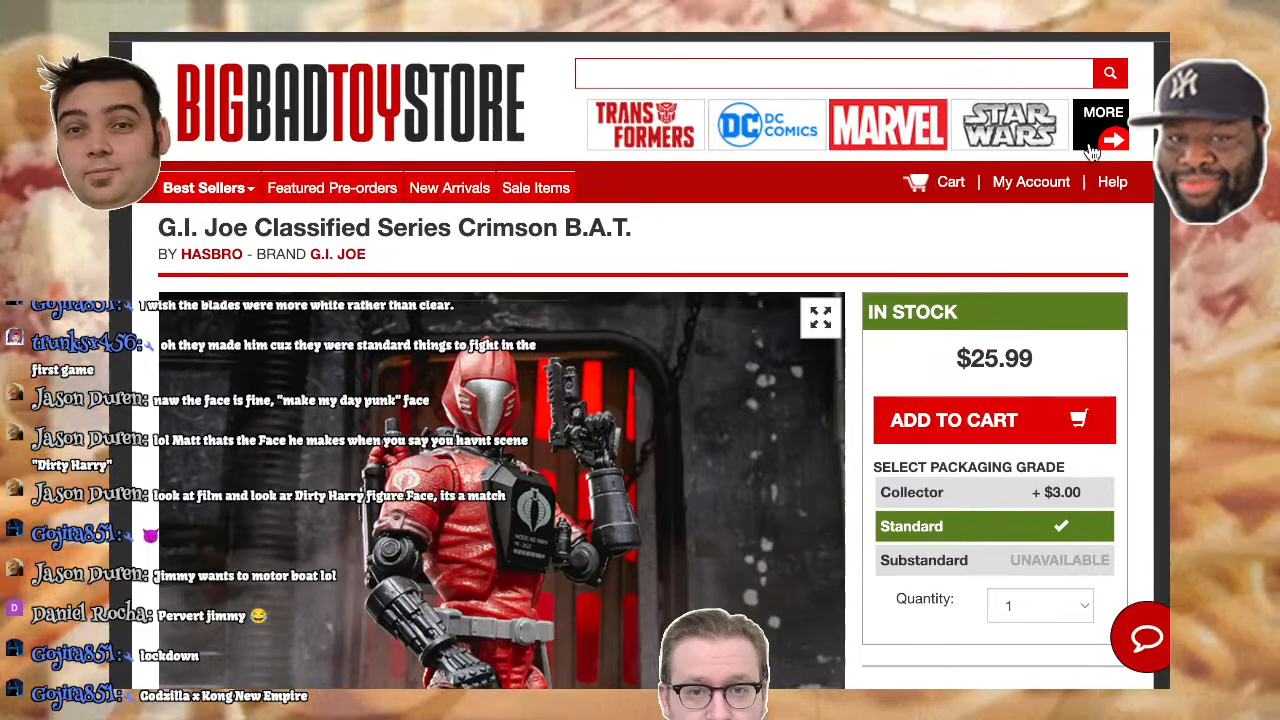 BIGBADTOYSTORE
TRANSFORMERS
DC DC COMICS
MARVEL
STAR WARS
MORE
Best Sellers
Featured Pre-orders
New Arrivals
Sale Items
Cart | My Account | Help
G.I. Joe Classified Series Crimson B.A.T.
BY HASBRO - BRAND G.I. JOE
Gojira851: I wish the blades were more white rather than clear.
oh they made him cuz they were standard things to fight in the
first game
Jason Duren: naw the face is fine, "make my day punk" face
Jason Duren: lol Matt thats the Face he makes when you say you havnt scene
"Dirty Harry"
Jason Duren: look at film and look ar Dirty Harry figure Face, its a match
Gojira851: 😈
Jason Duren: Jimmy wants to motor boat lol
D Daniel Rocha: Pervert jimmy 😂
Gojira851: lockdown
Gojira851: Godzilla x Kong New Empire
IN STOCK
$25.99
ADD TO CART
SELECT PACKAGING GRADE
Collector + $3.00
Standard
Substandard UNAVAILABLE
Quantity: 1